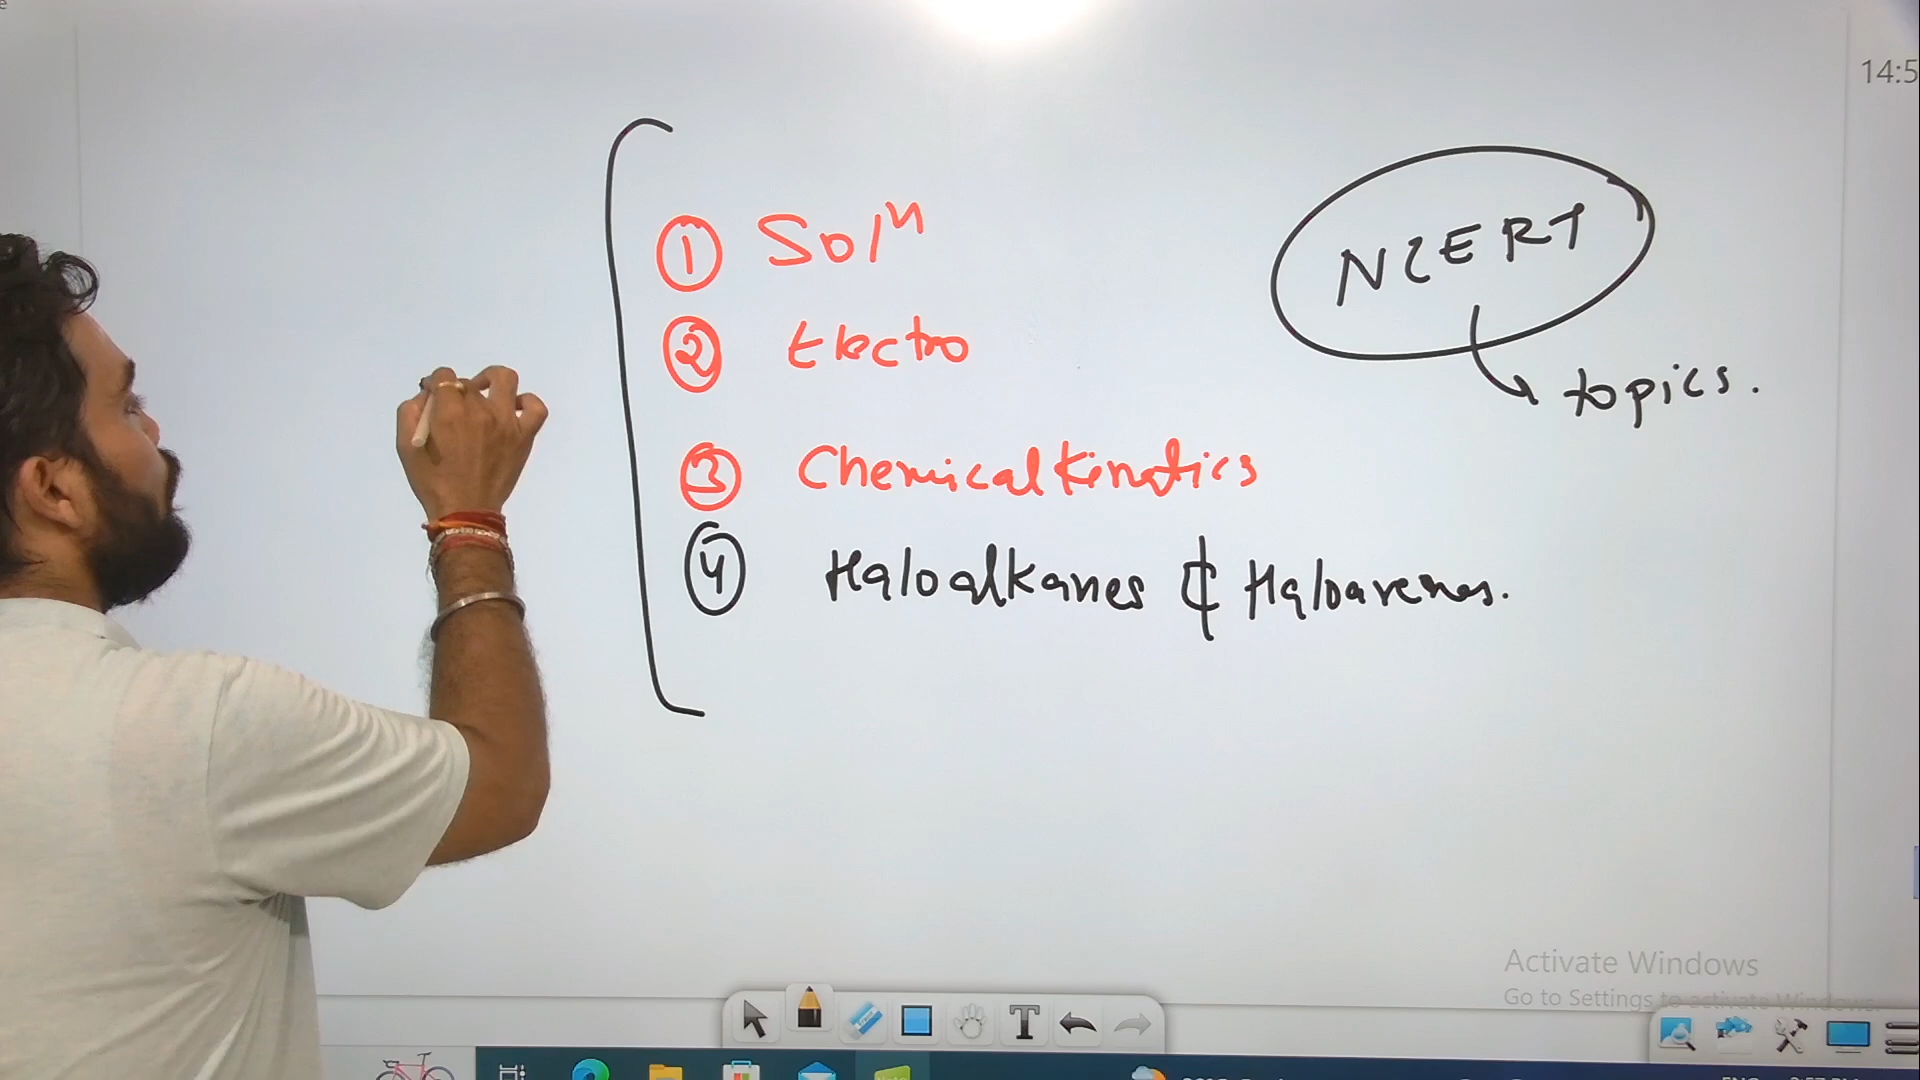 14:5
① Solⁿ
NCERT
② Electro
topics.
③ Chemical Kinetics
④ Haloalkanes & Haloarenes.
Activate Windows
Go to Settings to activate Windows.
T